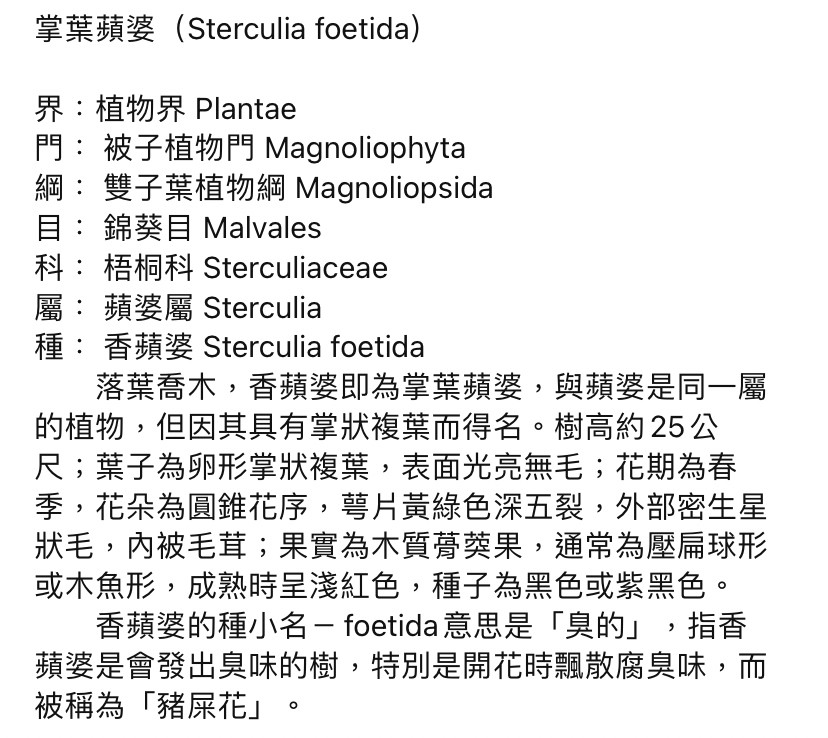 掌葉蘋婆（Sterculia foetida）
界：植物界 Plantae
門： 被子植物門 Magnoliophyta
綱： 雙子葉植物綱 Magnoliopsida
目： 錦葵目 Malvales
科： 梧桐科 Sterculiaceae
屬： 蘋婆屬 Sterculia
種： 香蘋婆 Sterculia foetida
落葉喬木，香蘋婆即為掌葉蘋婆，與蘋婆是同一屬
的植物，但因其具有掌狀複葉而得名。樹高約25公
尺；葉子為卵形掌狀複葉，表面光亮無毛；花期為春
季，花朵為圓錐花序，萼片黃綠色深五裂，外部密生星
狀毛，內被毛茸；果實為木質蓇葖果，通常為壓扁球形
或木魚形，成熟時呈淺紅色，種子為黑色或紫黑色。
香蘋婆的種小名－foetida意思是「臭的」，指香
蘋婆是會發出臭味的樹，特別是開花時飄散腐臭味，而
被稱為「豬屎花」。